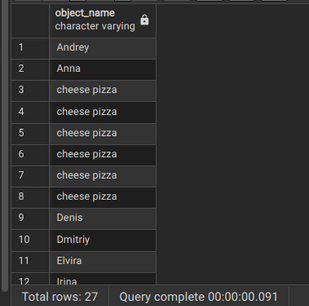 object_name
character varying
1 Andrey
2 Anna
3 cheese pizza
4 cheese pizza
5 cheese pizza
6 cheese pizza
7 cheese pizza
8 cheese pizza
9 Denis
10 Dmitriy
11 Elvira
12 Irina
Total rows: 27 Query complete 00:00:00.091